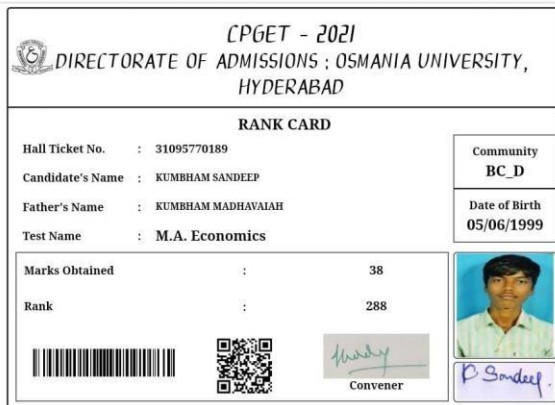 CPGET - 2021
DIRECTORATE OF ADMISSIONS ; OSMANIA UNIVERSITY,
HYDERABAD
RANK CARD
Hall Ticket No. : 31095770189
Candidate's Name : KUMBHAM SANDEEP
Father's Name : KUMBHAM MADHAVAIAH
Test Name : M.A. Economics
Community
BC_D
Date of Birth
05/06/1999
Marks Obtained : 38
Rank : 288
Convener
K Sandeep.